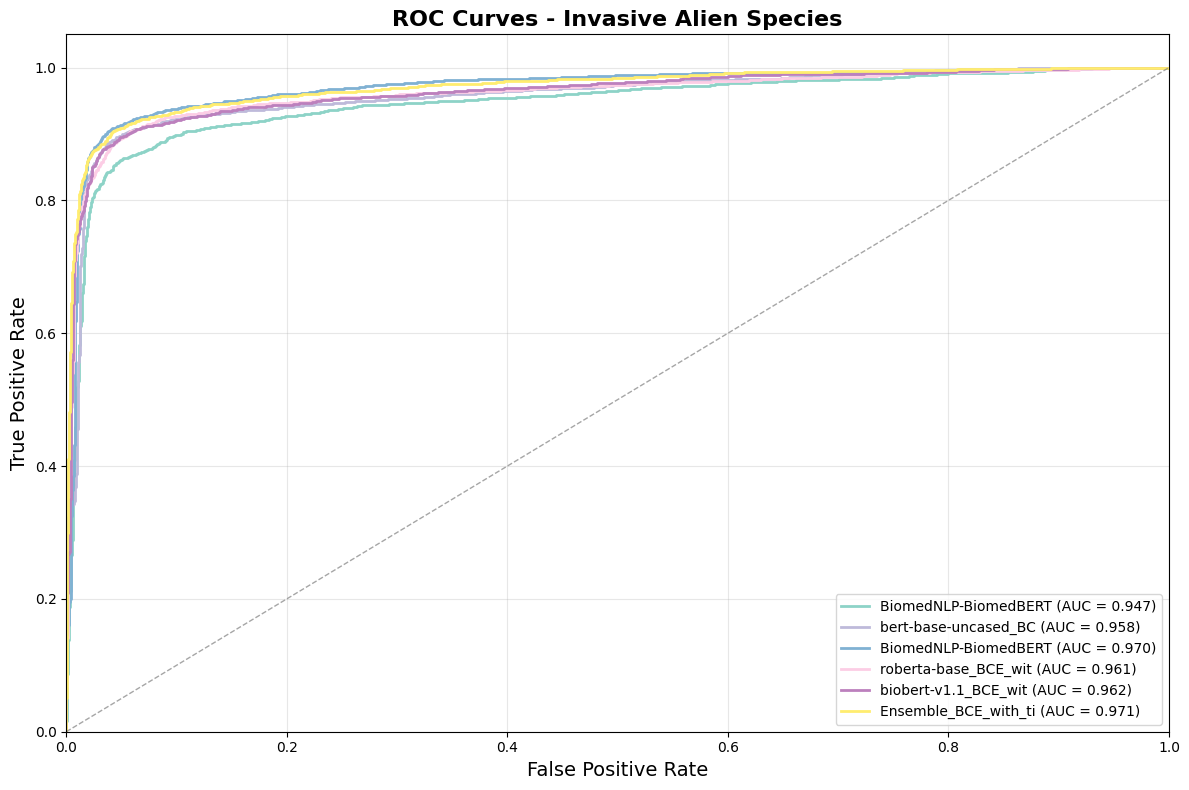 ROC Curves - Invasive Alien Species
True Positive Rate
1.0
0.8
0.6
0.4
0.2
0.0
0.0 0.2 0.4 0.6 0.8 1.0
False Positive Rate
BiomedNLP-BiomedBERT (AUC = 0.947)
bert-base-uncased_BC (AUC = 0.958)
BiomedNLP-BiomedBERT (AUC = 0.970)
roberta-base_BCE_wit (AUC = 0.961)
biobert-v1.1_BCE_wit (AUC = 0.962)
Ensemble_BCE_with_ti (AUC = 0.971)